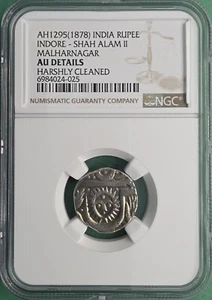 AH1295(1878) INDIA RUPEE
INDORE - SHAH ALAM II
MALHARNAGAR
AU DETAILS
HARSHLY CLEANED
6984024-025
NUMISMATIC GUARANTY COMPANY
NGC